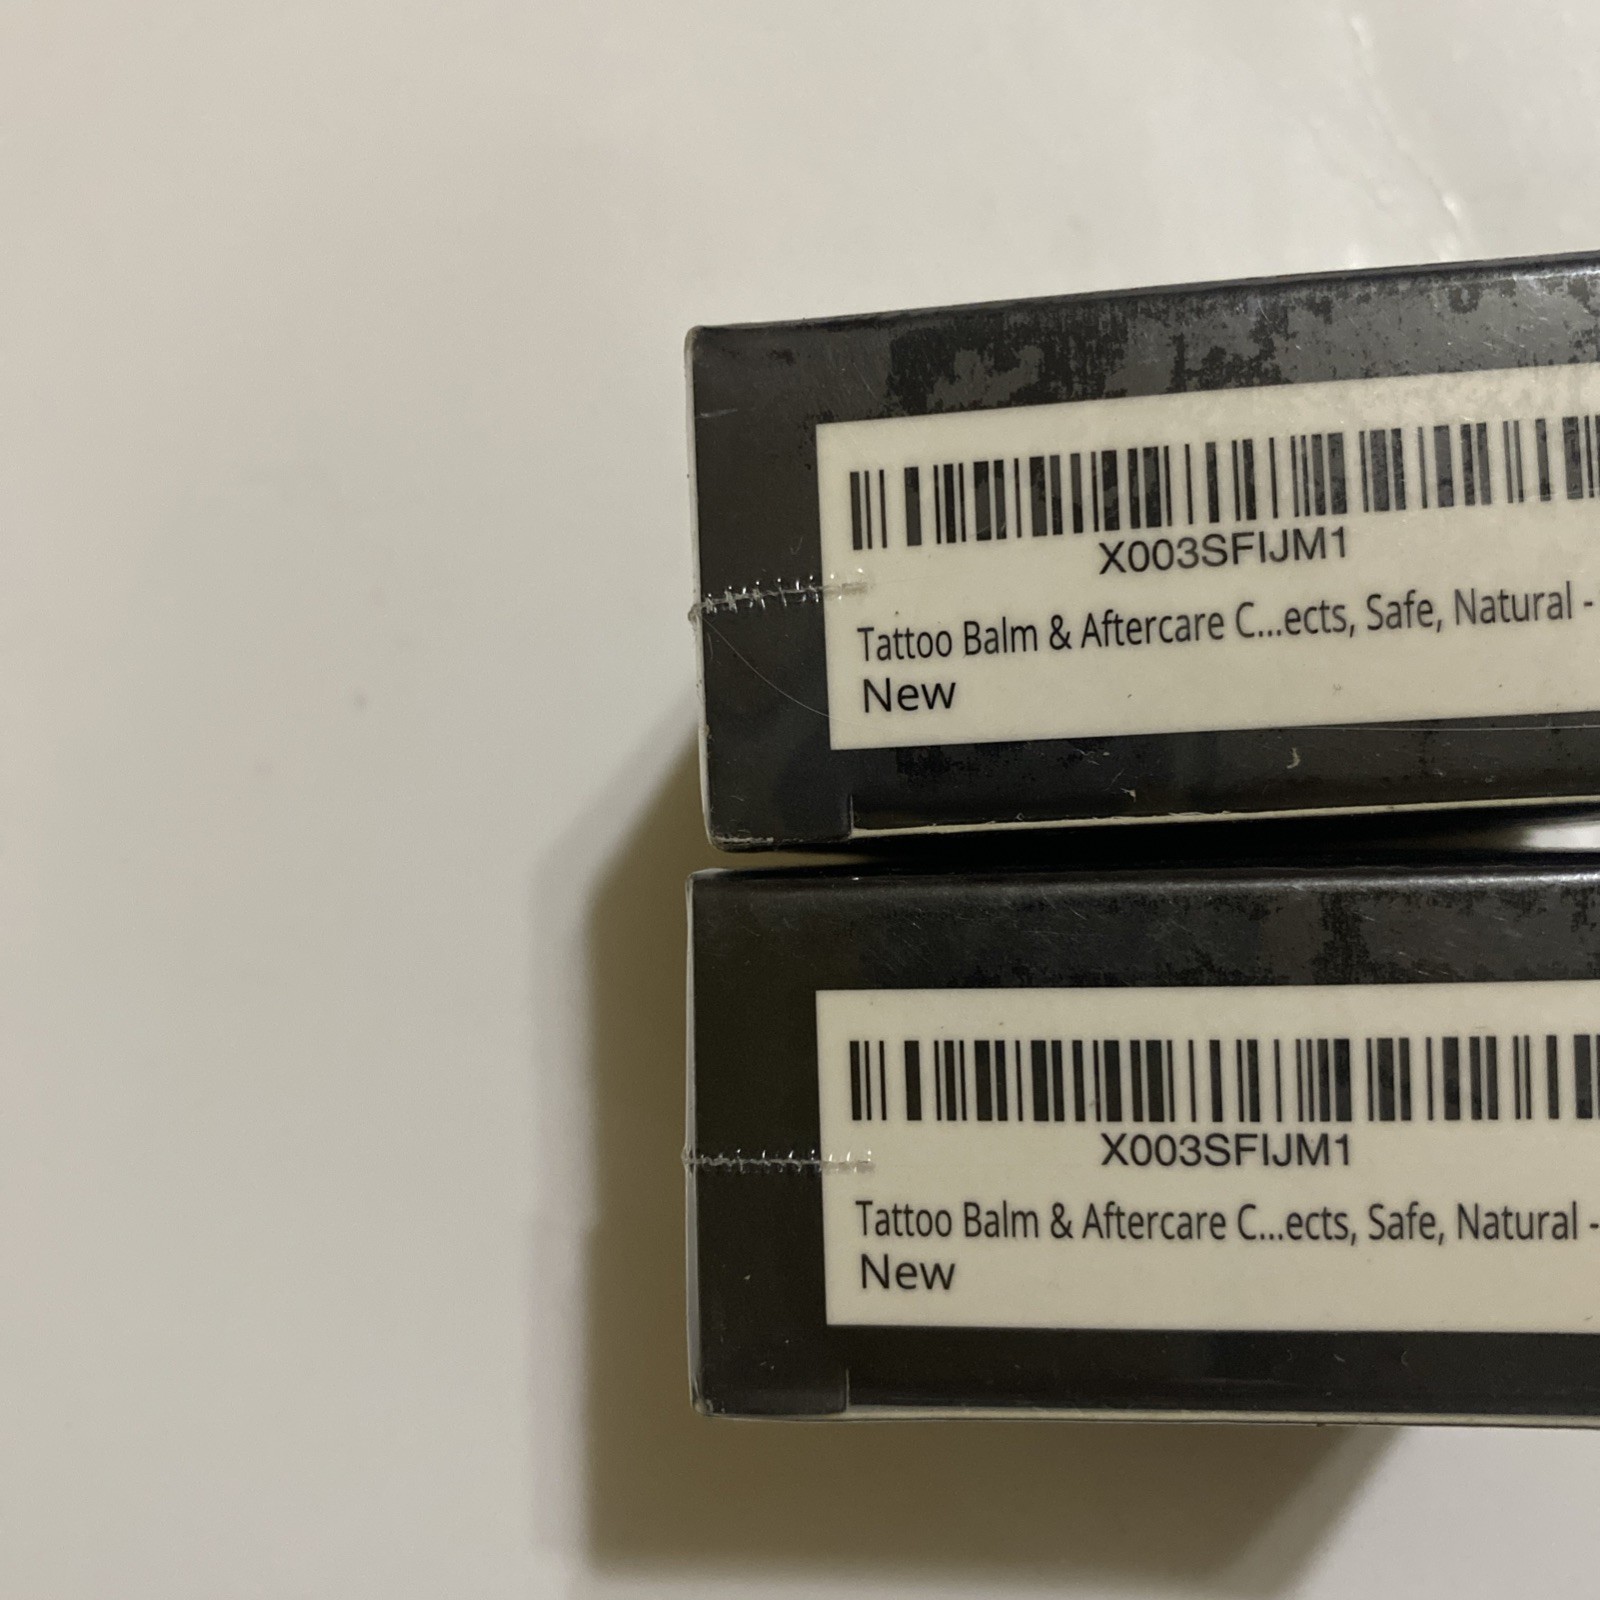 X003SFIJM1
Tattoo Balm & Aftercare C...ects, Safe, Natural -
New
X003SFIJM1
Tattoo Balm & Aftercare C...ects, Safe, Natural -
New